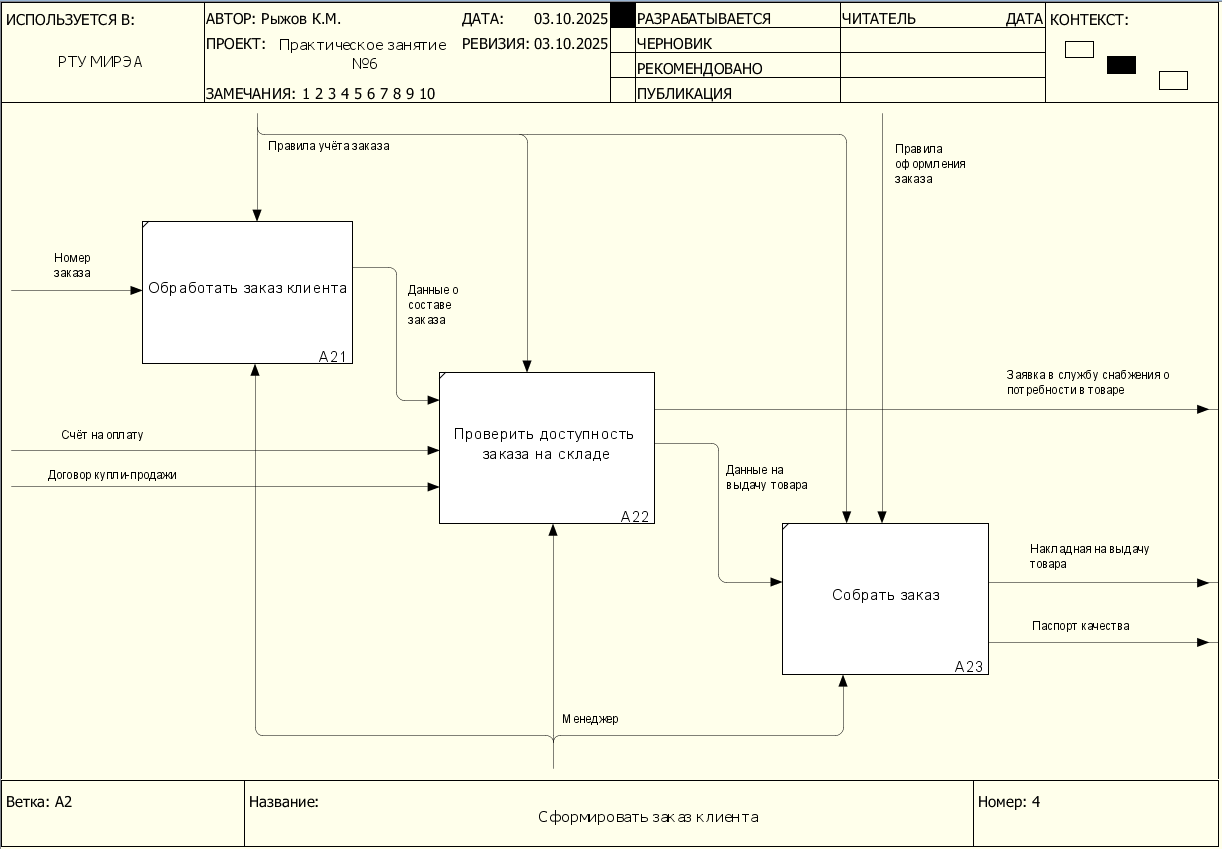 ИСПОЛЬЗУЕТСЯ В:
РТУ МИРЭА
АВТОР: Рыжов К.М.
ДАТА: 03.10.2025
ПРОЕКТ: Практическое занятие
№6
РЕВИЗИЯ: 03.10.2025
ЗАМЕЧАНИЯ: 1 2 3 4 5 6 7 8 9 10
РАЗРАБАТЫВАЕТСЯ
ЧЕРНОВИК
РЕКОМЕНДОВАНО
ПУБЛИКАЦИЯ
ЧИТАТЕЛЬ
ДАТА
КОНТЕКСТ:
Правила учёта заказа
Правила
оформления
заказа
Номер
заказа
Обработать заказ клиента
A21
Данные о
составе
заказа
Заявка в службу снабжения о
потребности в товаре
Счёт на оплату
Договор купли-продажи
Проверить доступность
заказа на складе
A22
Данные на
выдачу товара
Накладная на выдачу
товара
Собрать заказ
A23
Паспорт качества
Менеджер
Ветка: A2
Название:
Сформировать заказ клиента
Номер: 4